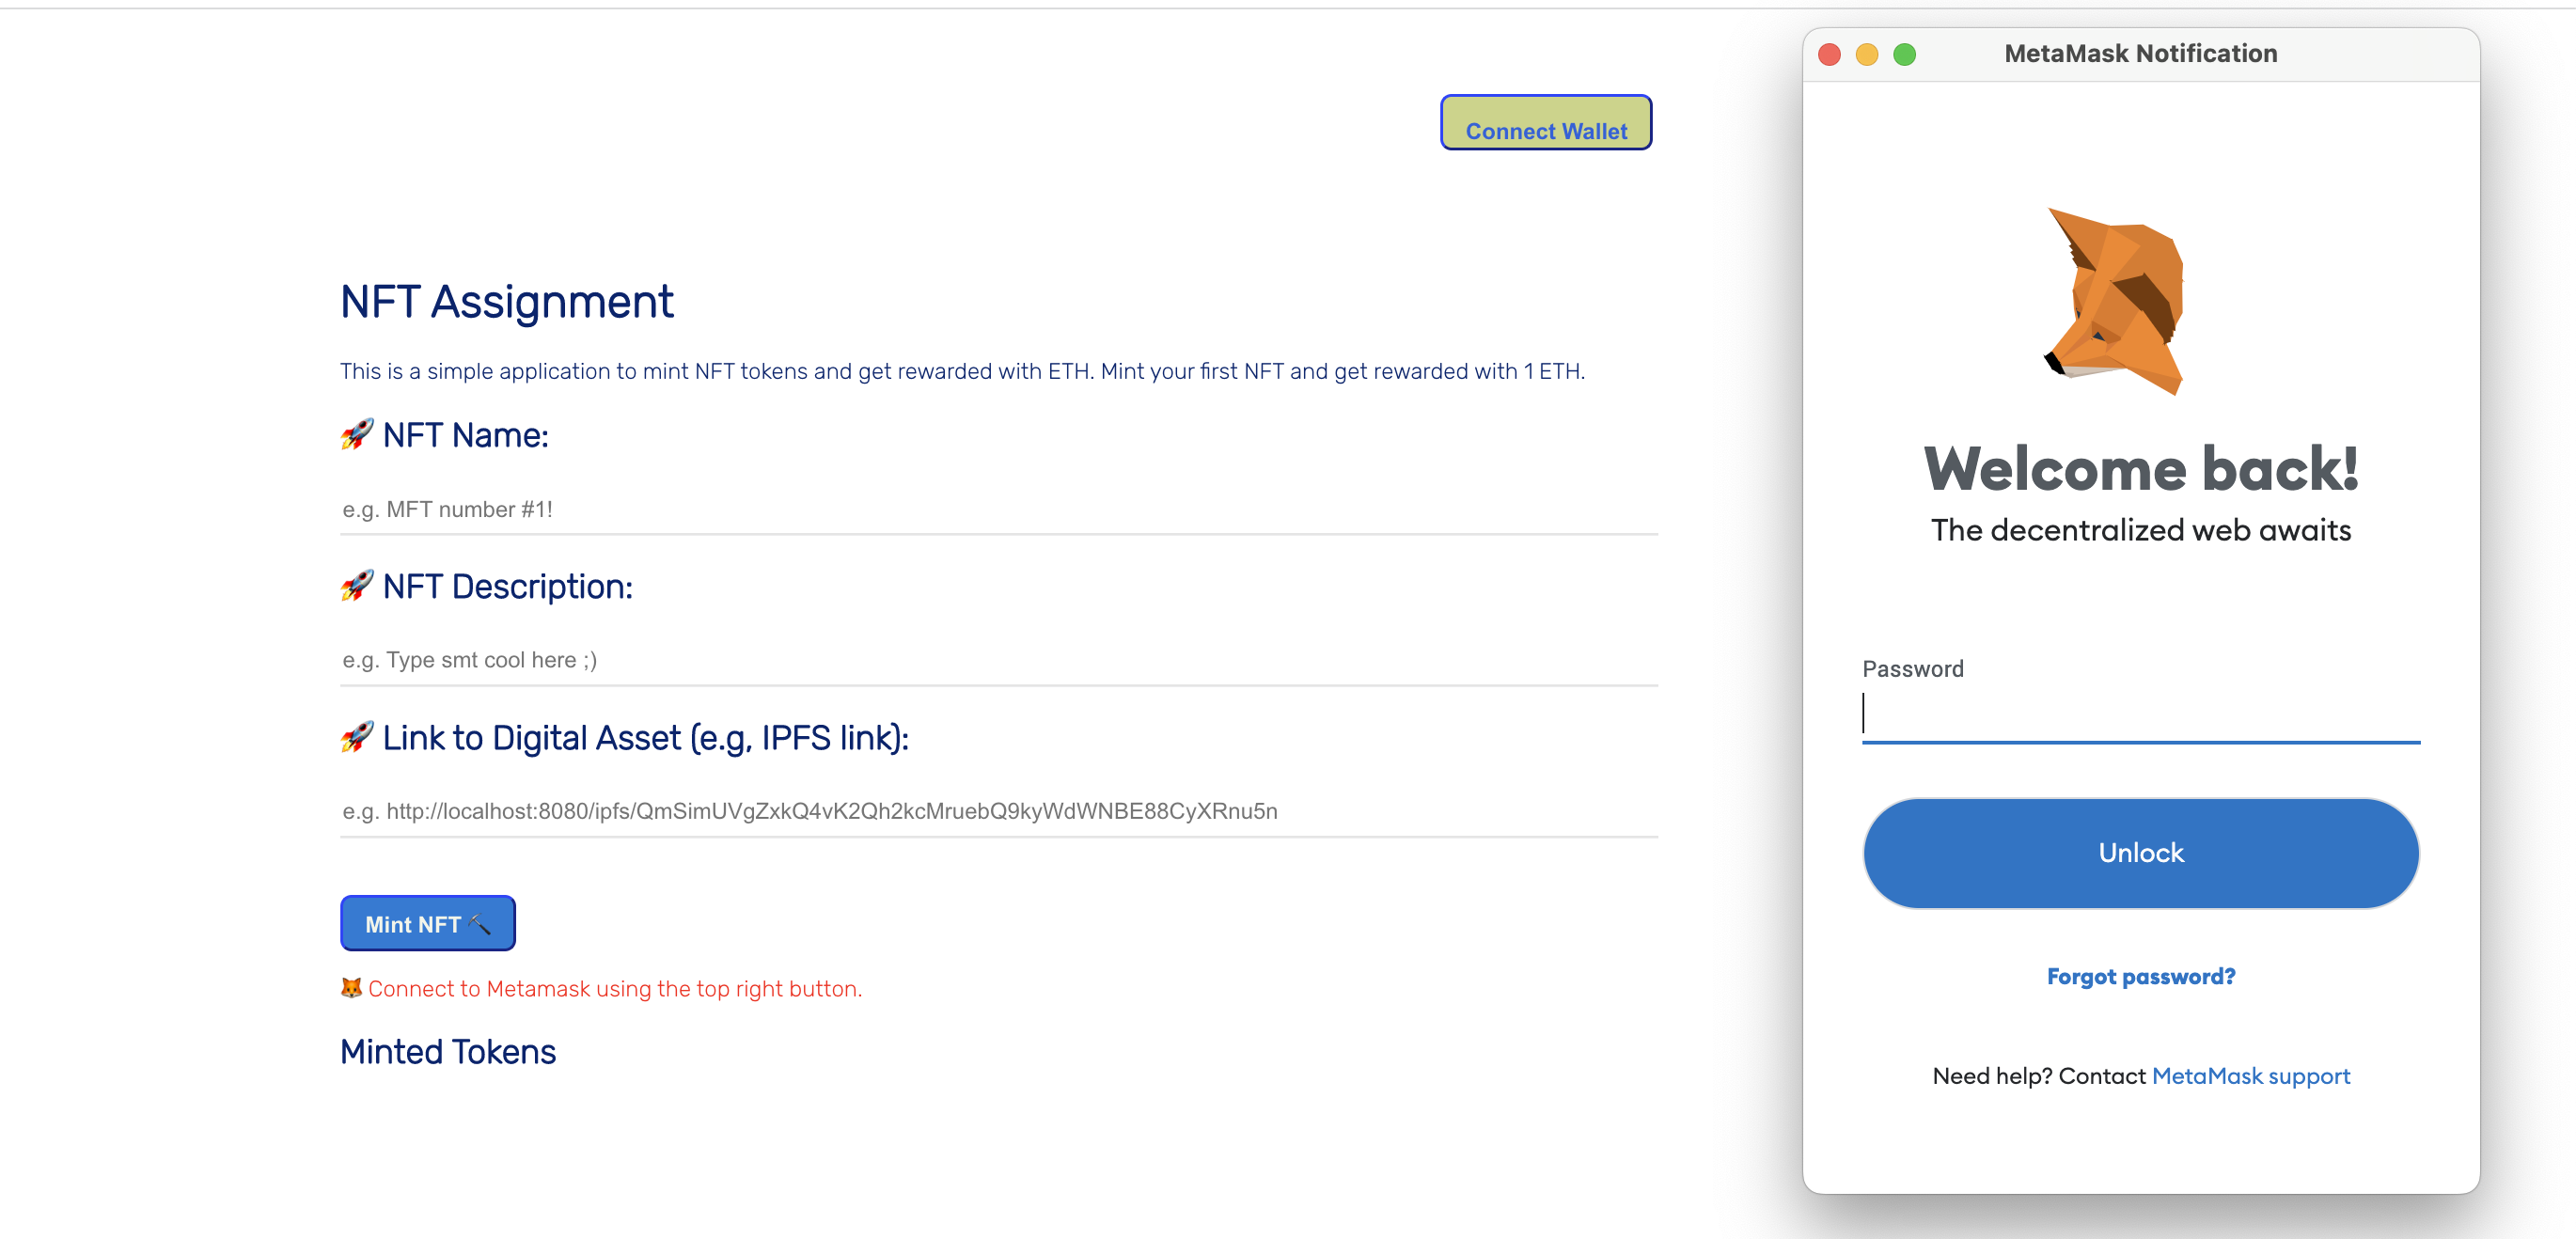 Connect Wallet
NFT Assignment
This is a simple application to mint NFT tokens and get rewarded with ETH. Mint your first NFT and get rewarded with 1 ETH.
🚀 NFT Name:
e.g. MFT number #1!
🚀 NFT Description:
e.g. Type smt cool here ;)
🚀 Link to Digital Asset (e.g, IPFS link):
e.g. http://localhost:8080/ipfs/QmSimUVgZxkQ4vK2Qh2kcMruebQ9kyWdWNBE88CyXRnu5n
Mint NFT 🔨
🦊 Connect to Metamask using the top right button.
Minted Tokens
MetaMask Notification
Welcome back!
The decentralized web awaits
Password
Unlock
Forgot password?
Need help? Contact MetaMask support